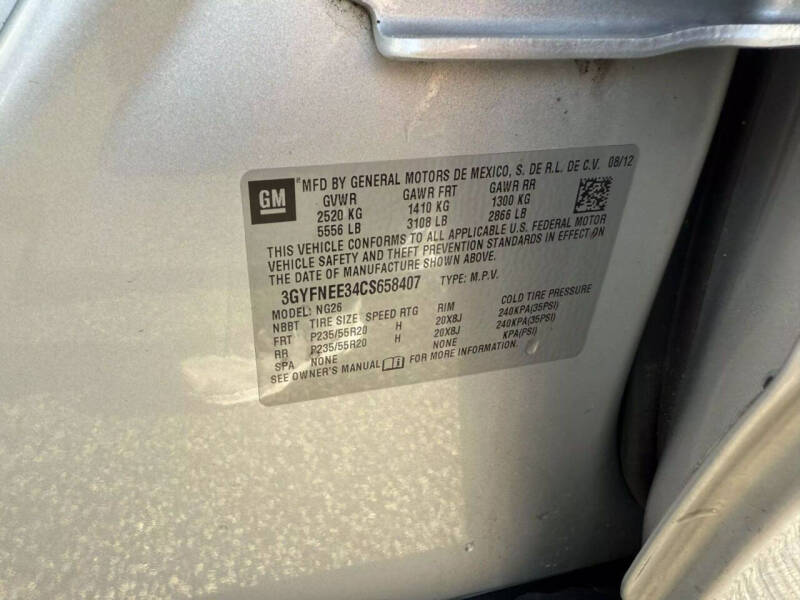 GM
MFD BY GENERAL MOTORS DE MEXICO, S. DE R.L. DE C.V. 08/12
GVWR GAWR FRT GAWR RR
2520 KG 1410 KG 1300 KG
5556 LB 3108 LB 2866 LB
THIS VEHICLE CONFORMS TO ALL APPLICABLE U.S. FEDERAL MOTOR
VEHICLE SAFETY AND THEFT PREVENTION STANDARDS IN EFFECT ON
THE DATE OF MANUFACTURE SHOWN ABOVE.
3GYFNEE34CS658407 TYPE: M.P.V.
MODEL: NG26
NBBT TIRE SIZE SPEED RTG RIM COLD TIRE PRESSURE
FRT P235/55R20 H 20X8J 240KPA(35PSI)
RR P235/55R20 H 20X8J 240KPA(35PSI)
SPA NONE NONE KPA(PSI)
SEE OWNER'S MANUAL FOR MORE INFORMATION.